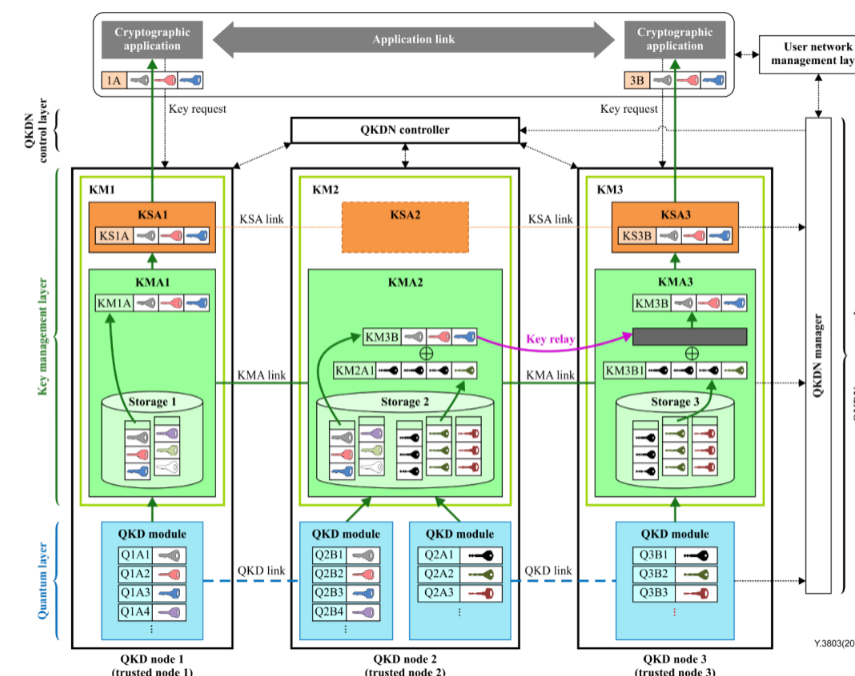 Cryptographic
application
Application link
Cryptographic
application
User network
management lay
1A
3B
Key request
Key request
QKDN
control layer
QKDN controller
KM1
KM2
KM3
KSA1
KS1A
KSA link
KSA2
KSA link
KSA3
KS3B
Key management layer
KMA1
KM1A
KMA2
KM3B
Key relay
KM2A1
KMA3
KM3B
KM3B1
KMA link
KMA link
Storage 1
Storage 2
Storage 3
QKDN manager
Quantum layer
QKD module
Q1A1
Q1A2
Q1A3
Q1A4
⋮
QKD link
QKD module
Q2B1
Q2B2
Q2B3
Q2B4
⋮
QKD module
Q2A1
Q2A2
Q2A3
⋮
QKD link
QKD module
Q3B1
Q3B2
Q3B3
⋮
Y.3803(20
QKD node 1
(trusted node 1)
QKD node 2
(trusted node 2)
QKD node 3
(trusted node 3)